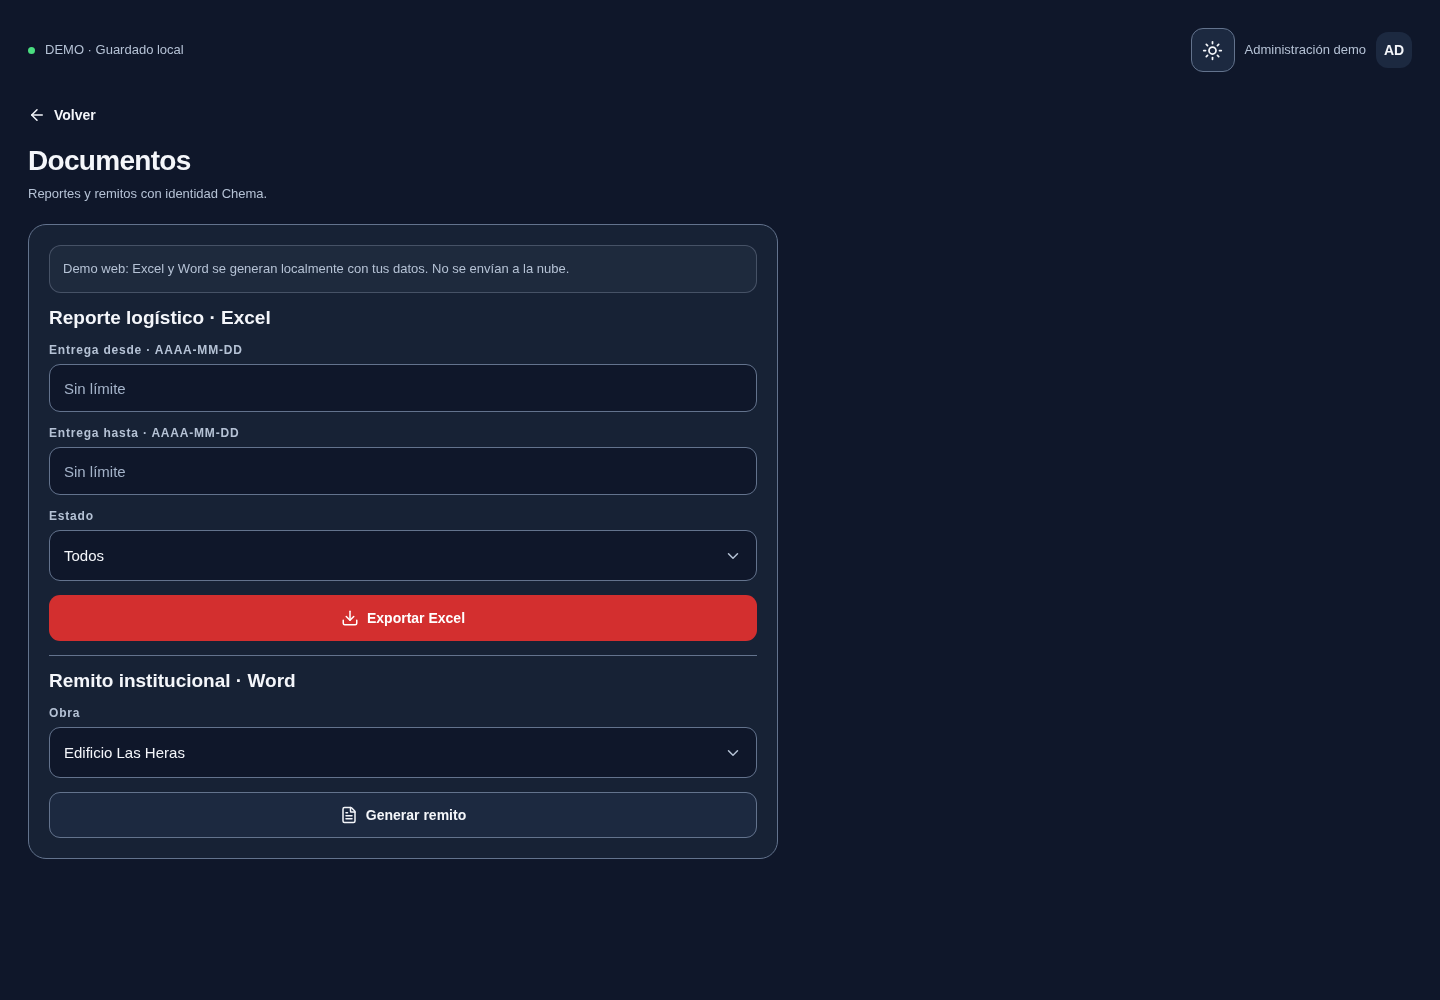 DEMO · Guardado local
Administración demo
AD
Volver
Documentos
Reportes y remitos con identidad Chema.
Demo web: Excel y Word se generan localmente con tus datos. No se envían a la nube.
Reporte logístico · Excel
Entrega desde · AAAA-MM-DD
Sin límite
Entrega hasta · AAAA-MM-DD
Sin límite
Estado
Todos
Exportar Excel
Remito institucional · Word
Obra
Edificio Las Heras
Generar remito